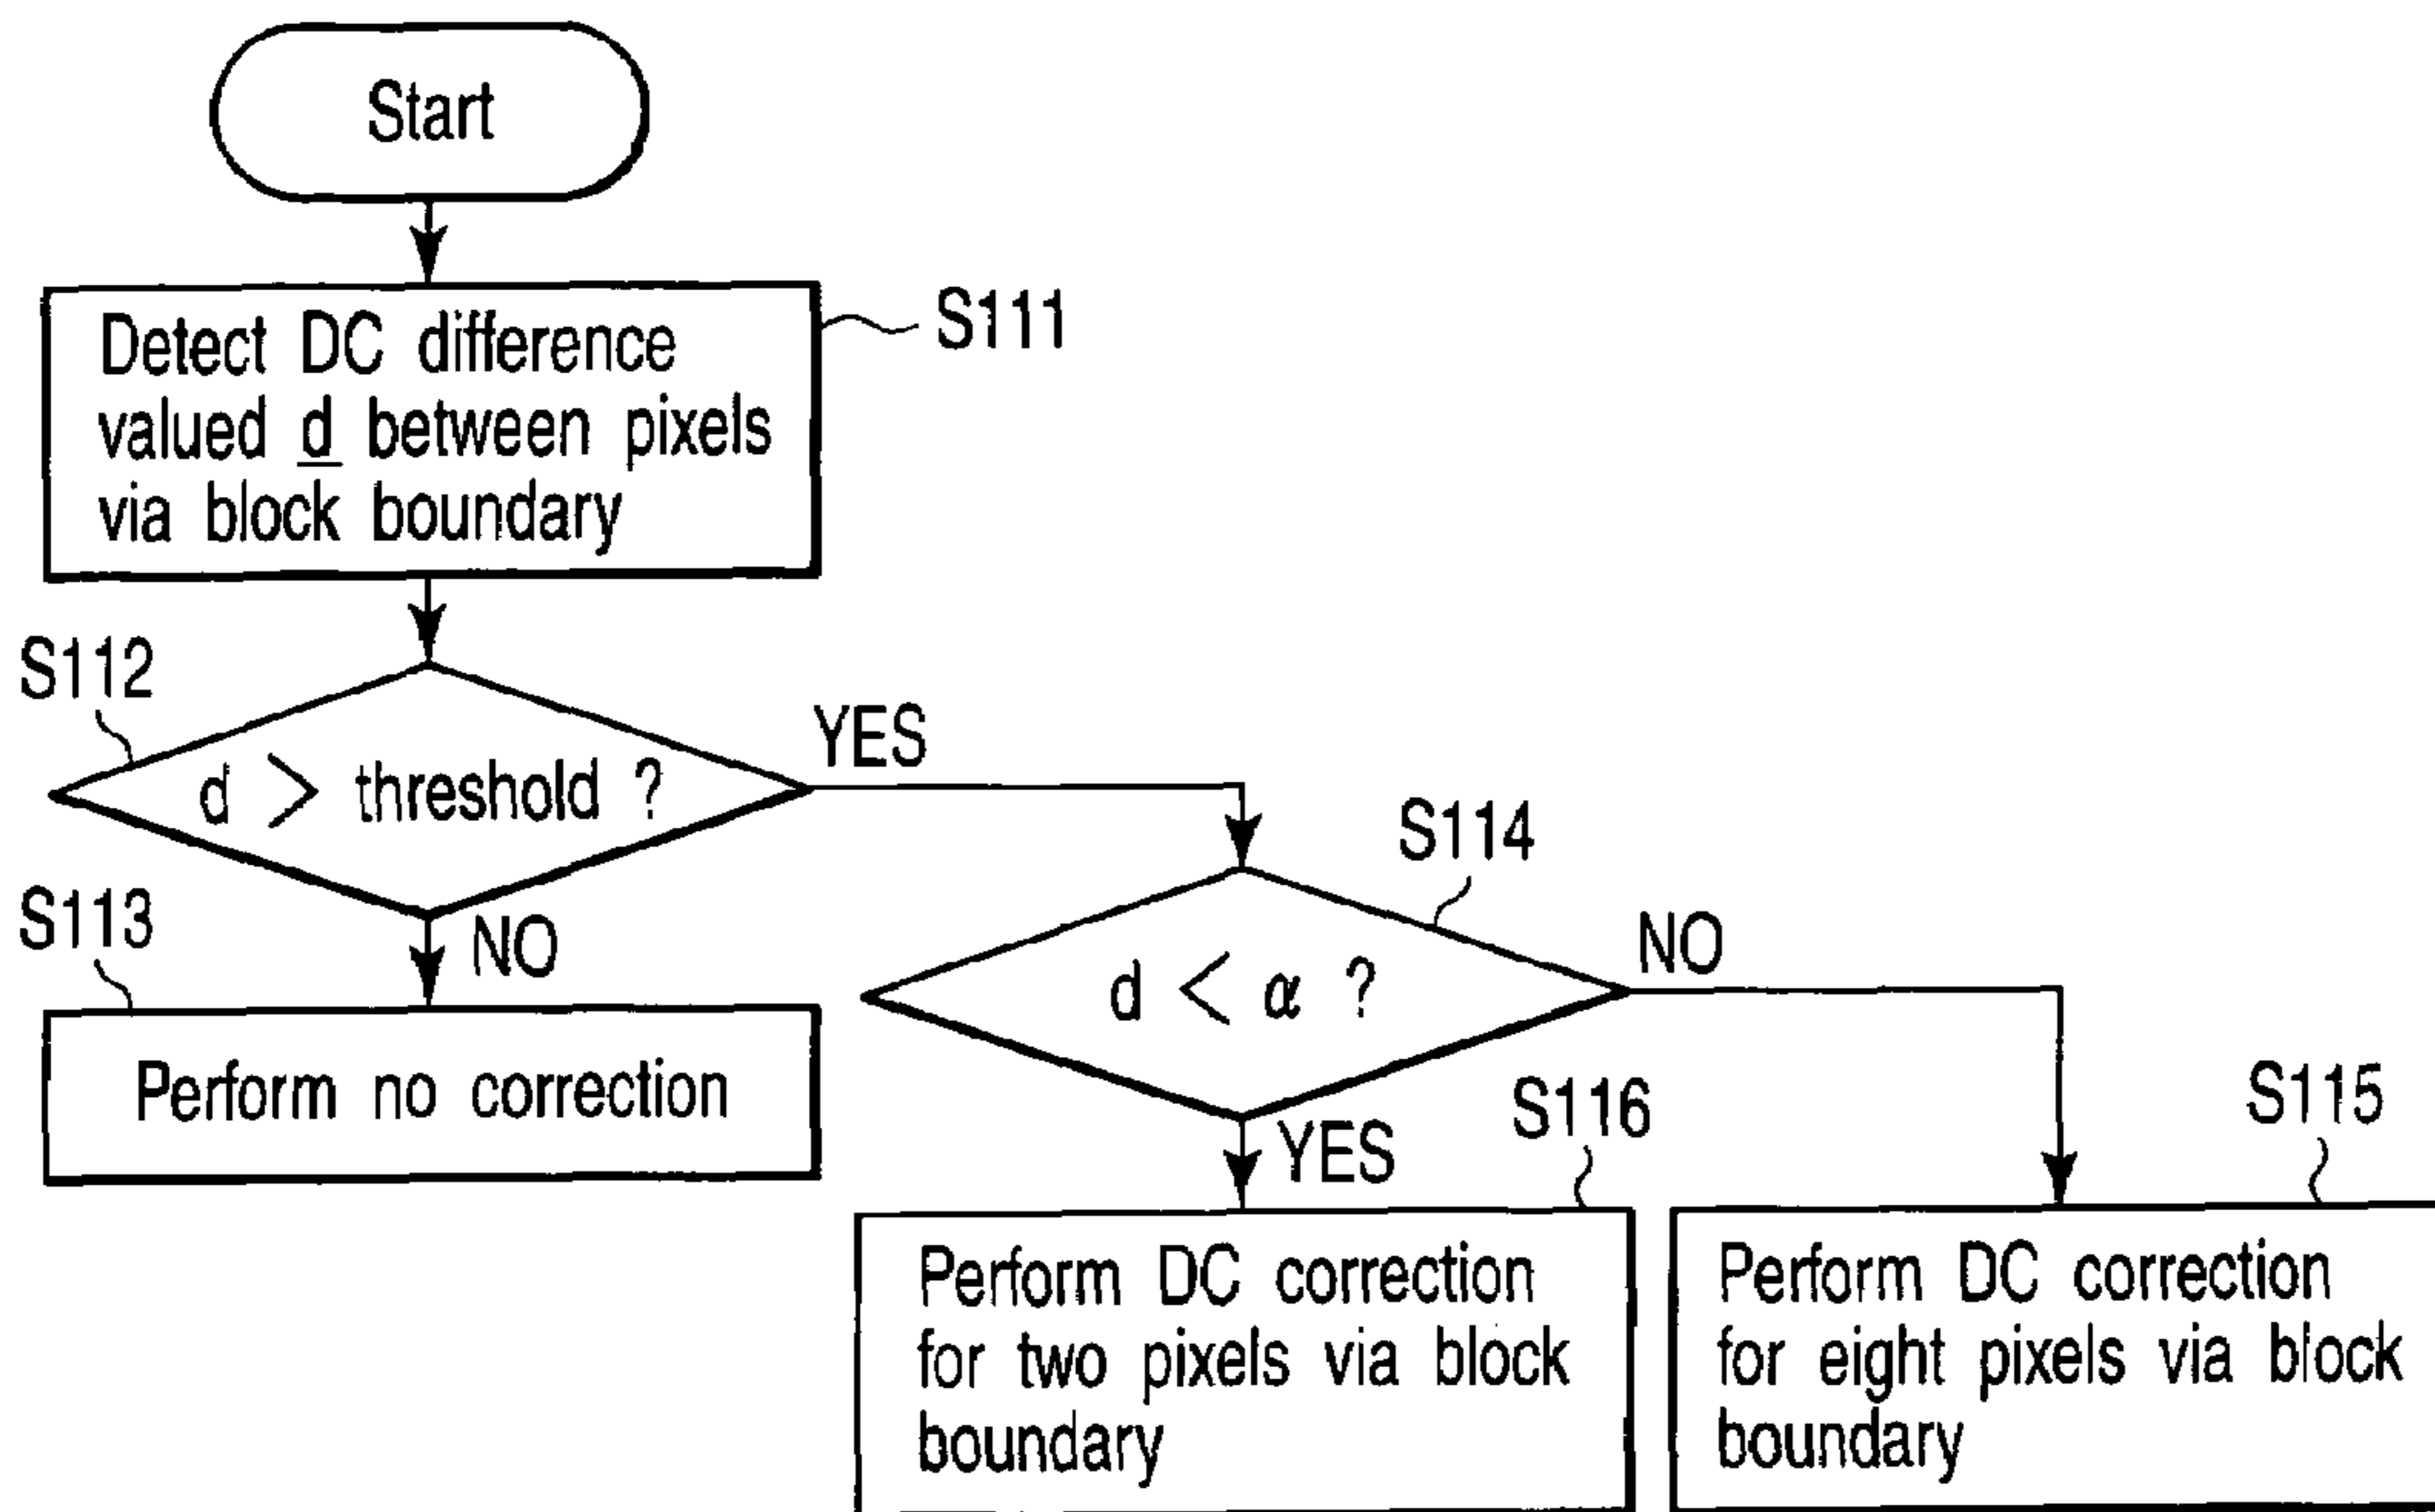 Start
Detect DC difference
valued d between pixels
via block boundary
S111
S112
d > threshold ?
YES
S113
NO
Perform no correction
S114
d < α ?
NO
YES
S116
Perform DC correction
for two pixels via block
boundary
S115
Perform DC correction
for eight pixels via block
boundary